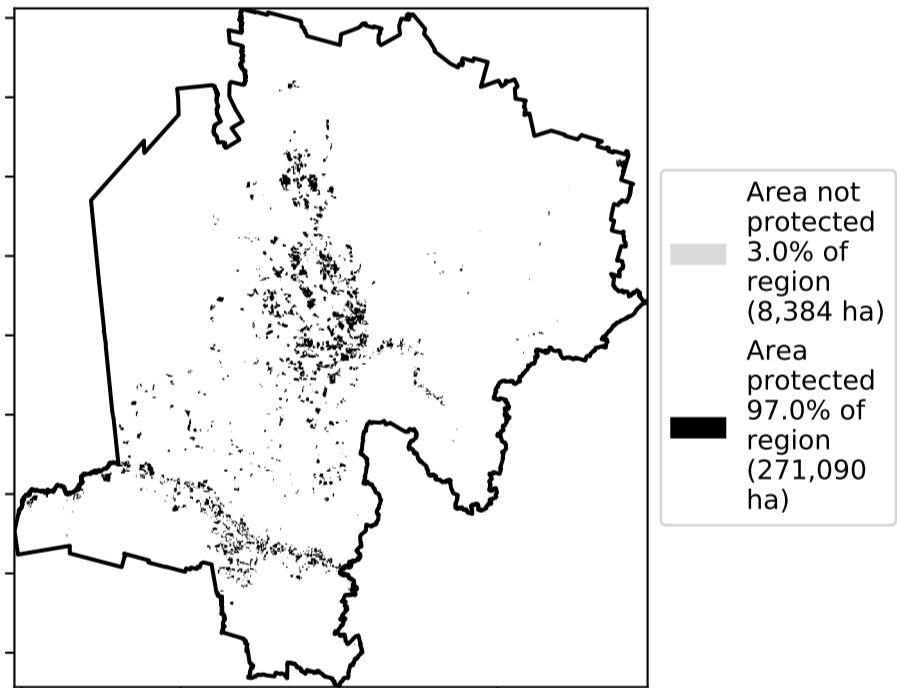 Area not
protected
3.0% of
region
(8,384 ha)
Area
protected
97.0% of
region
(271,090
ha)